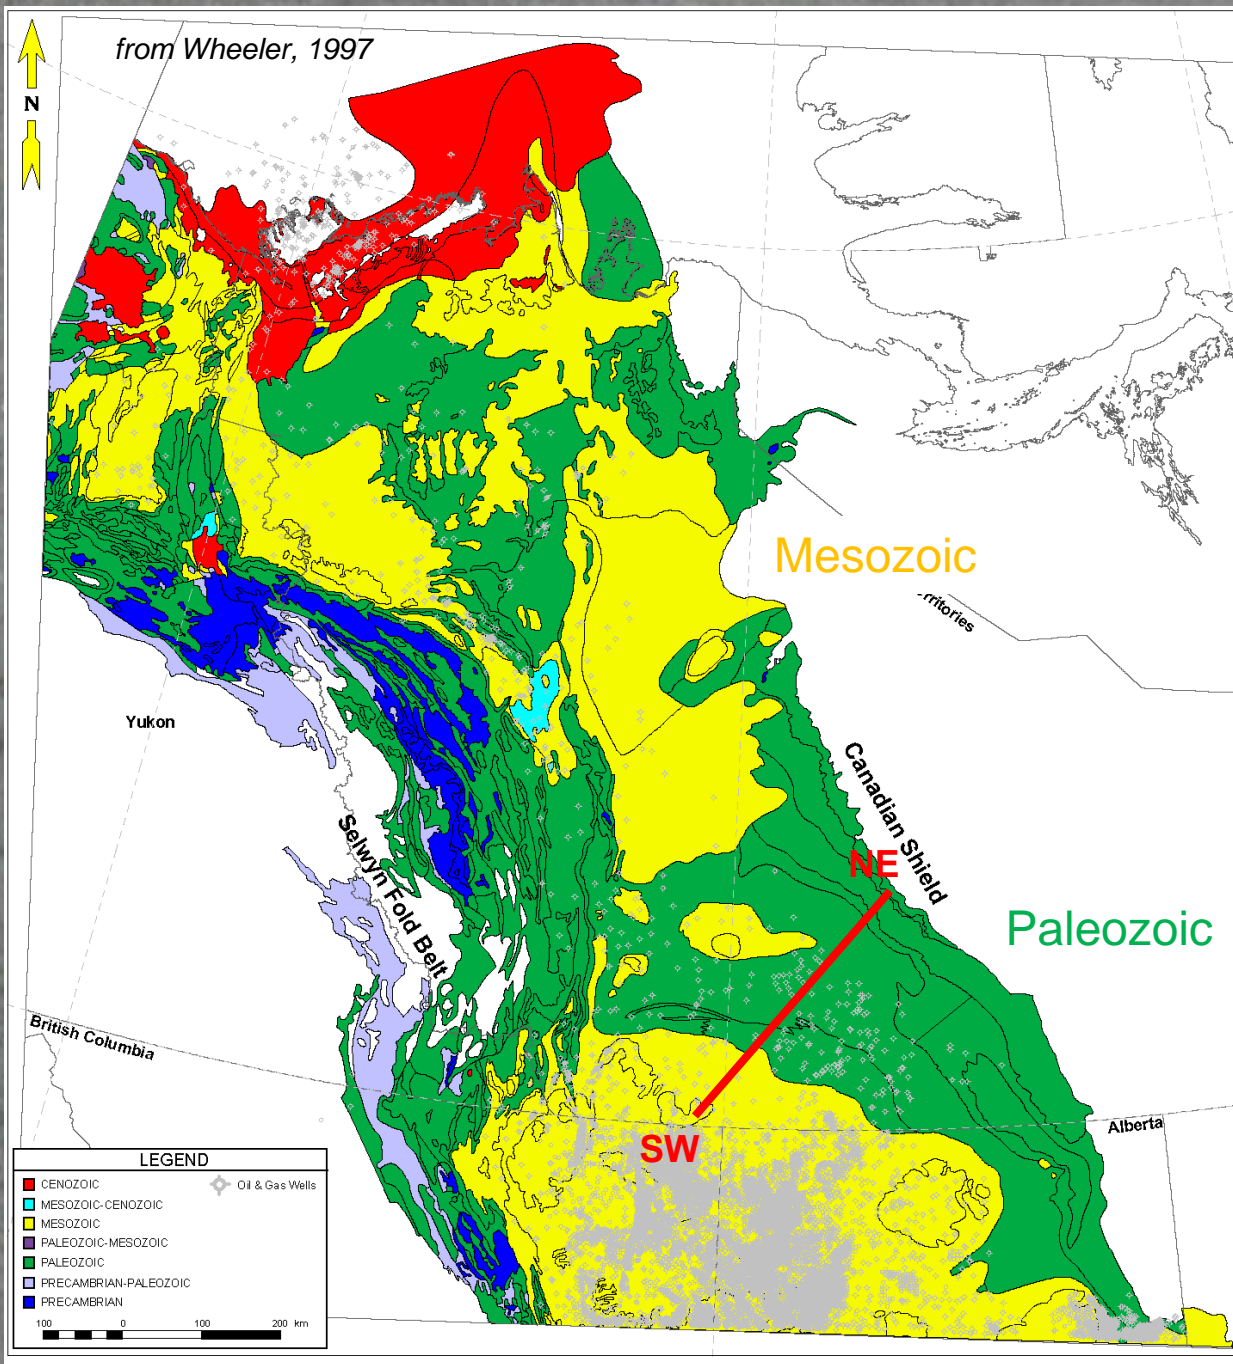 from Wheeler, 1997
N
Mesozoic
rritories
Yukon
Canadian Shield
NE
Selwyn Fold Belt
Paleozoic
British Columbia
SW
Alberta
LEGEND
CENOZOIC
Oil & Gas Wells
MESOZOIC-CENOZOIC
MESOZOIC
PALEOZOIC-MESOZOIC
PALEOZOIC
PRECAMBRIAN-PALEOZOIC
PRECAMBRIAN
100 0 100 200 km